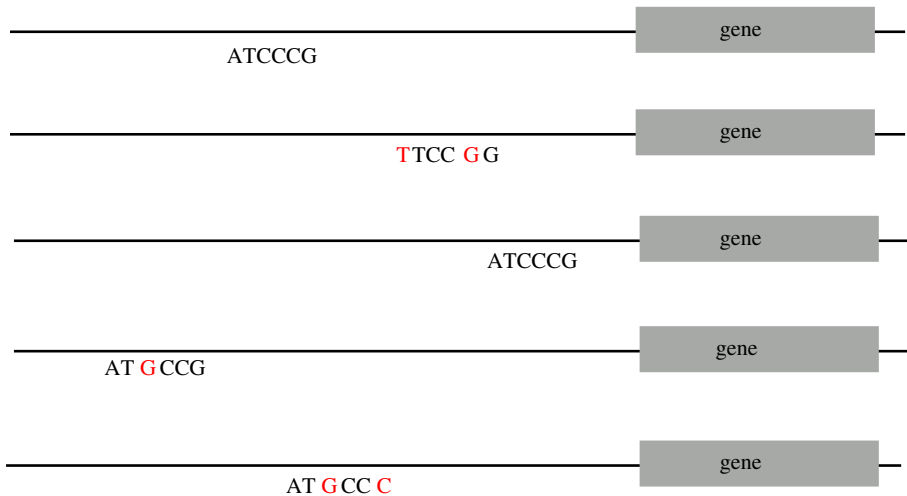 gene
ATCCCG
gene
TTCC GG
gene
ATCCCG
gene
AT GCCG
gene
AT GCC C